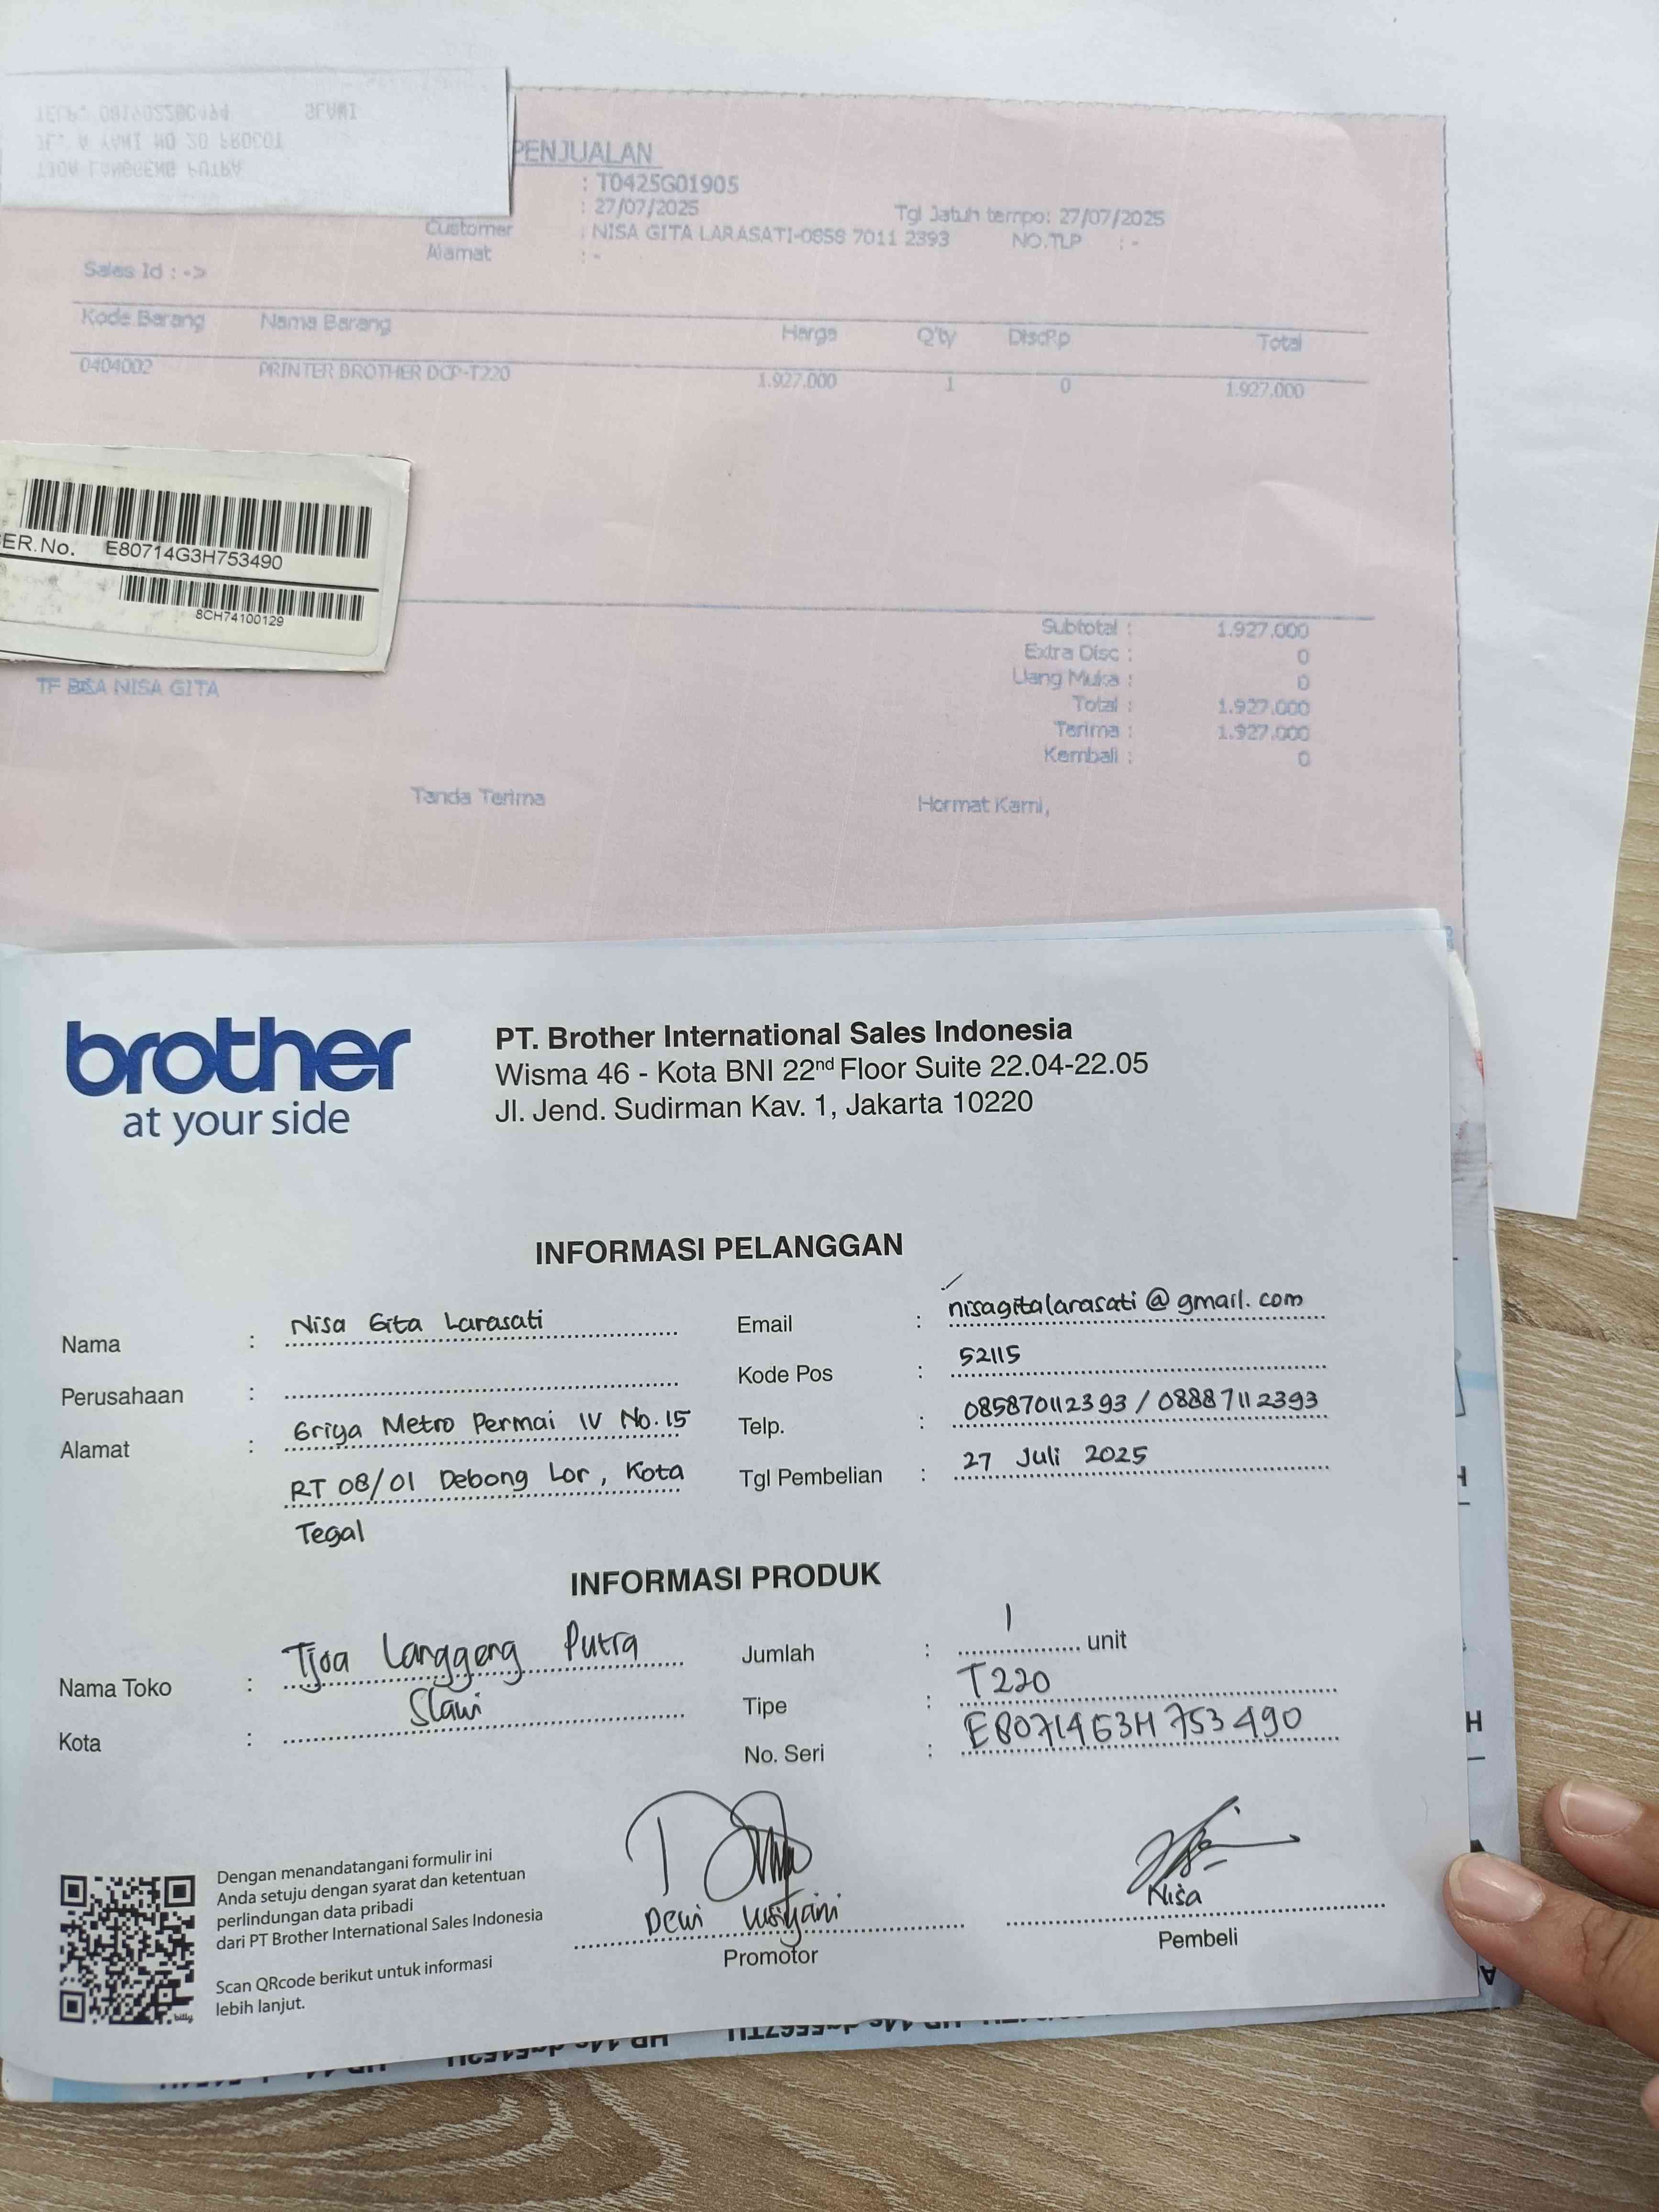 PENJUALAN
: T0425G01905
: 27/07/2025 Tgl Jatuh tempo: 27/07/2025
Customer : NISA GITA LARASATI-0858 7011 2393 NO.TLP : -
Alamat : -
Sales Id : ->
Kode Barang Nama Barang Harga Q'ty DiscRp Total
0404002 PRINTER BROTHER DCP-T220 1.927.000 1 0 1.927.000
ER.No. E80714G3H753490
8CH74100129
Subtotal : 1.927.000
Extra Disc : 0
Uang Muka : 0
TF BCA NISA GITA
Total : 1.927.000
Terima : 1.927.000
Kembali : 0
Tanda Terima Hormat Kami,
brother
at your side
PT. Brother International Sales Indonesia
Wisma 46 - Kota BNI 22nd Floor Suite 22.04-22.05
Jl. Jend. Sudirman Kav. 1, Jakarta 10220
INFORMASI PELANGGAN
Nama : Nisa Gita Larasati
Perusahaan :
Alamat : Griya Metro Permai IV No.15
RT 08/01 Debong Lor, Kota
Tegal
Email : nisagitalarasati@gmail.com
Kode Pos : 52115
Telp. : 085870112393 / 08887112393
Tgl Pembelian : 27 Juli 2025
INFORMASI PRODUK
Nama Toko : Tjoa Langgeng Putra
Kota : Slawi
Jumlah : 1 unit
Tipe : T220
No. Seri : E80714G3H753490
Dengan menandatangani formulir ini
Anda setuju dengan syarat dan ketentuan
perlindungan data pribadi
dari PT Brother International Sales Indonesia
Scan QRcode berikut untuk informasi
lebih lanjut.
billy
Dewi
Promotor
Nisa
Pembeli